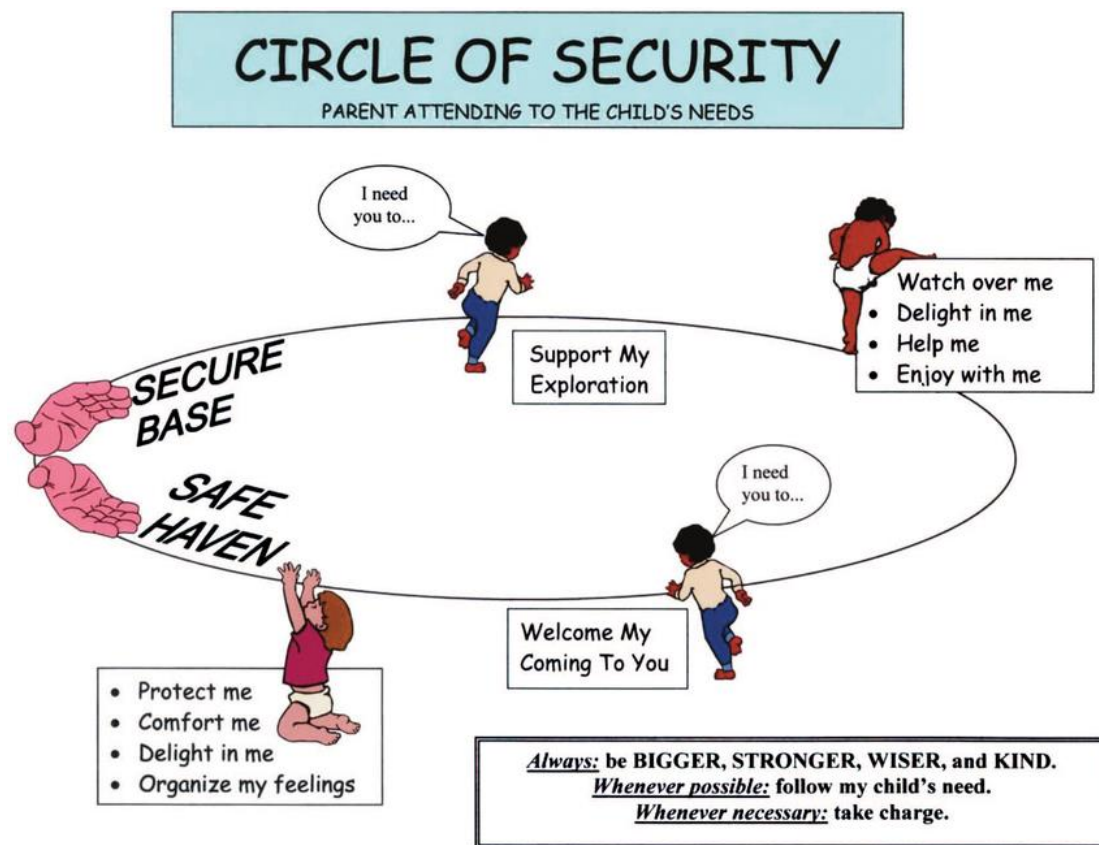 CIRCLE OF SECURITY
PARENT ATTENDING TO THE CHILD'S NEEDS
I need
you to...
• Watch over me
• Delight in me
• Help me
• Enjoy with me
Support My
Exploration
SECURE
BASE
SAFE
HAVEN
I need
you to...
Welcome My
Coming To You
• Protect me
• Comfort me
• Delight in me
• Organize my feelings
Always: be BIGGER, STRONGER, WISER, and KIND.
Whenever possible: follow my child's need.
Whenever necessary: take charge.